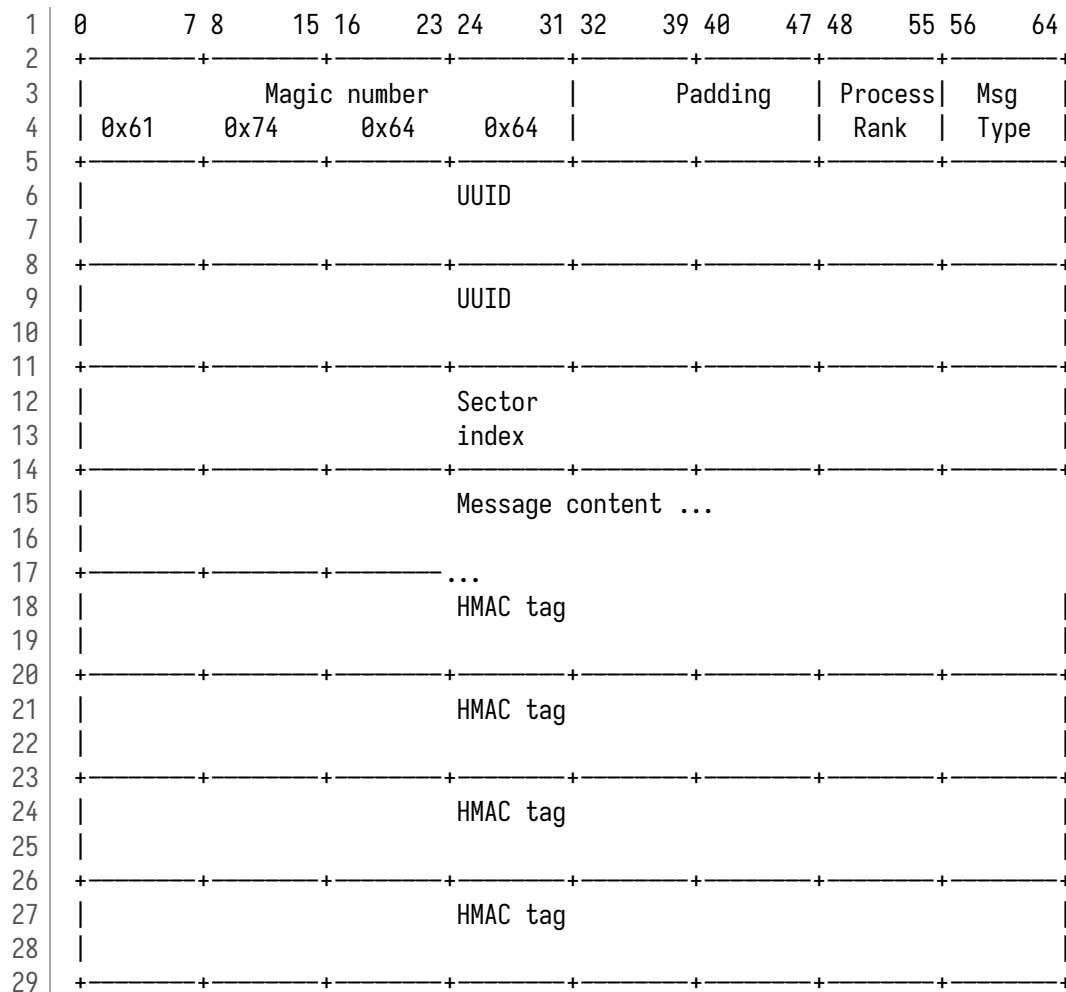 1 0 7 8 15 16 23 24 31 32 39 40 47 48 55 56 64
2 +--------+--------+--------+--------+--------+--------+--------+--------+
3 | Magic number | Padding | Process| Msg |
4 | 0x61 0x74 0x64 0x64 | | Rank | Type |
5 +--------+--------+--------+--------+--------+--------+--------+--------+
6 | UUID |
7 | |
8 +--------+--------+--------+--------+--------+--------+--------+--------+
9 | UUID |
10 | |
11 +--------+--------+--------+--------+--------+--------+--------+--------+
12 | Sector |
13 | index |
14 +--------+--------+--------+--------+--------+--------+--------+--------+
15 | Message content ...
16 |
17 +--------+--------+--------...
18 | HMAC tag |
19 | |
20 +--------+--------+--------+--------+--------+--------+--------+--------+
21 | HMAC tag |
22 | |
23 +--------+--------+--------+--------+--------+--------+--------+--------+
24 | HMAC tag |
25 | |
26 +--------+--------+--------+--------+--------+--------+--------+--------+
27 | HMAC tag |
28 | |
29 +--------+--------+--------+--------+--------+--------+--------+--------+